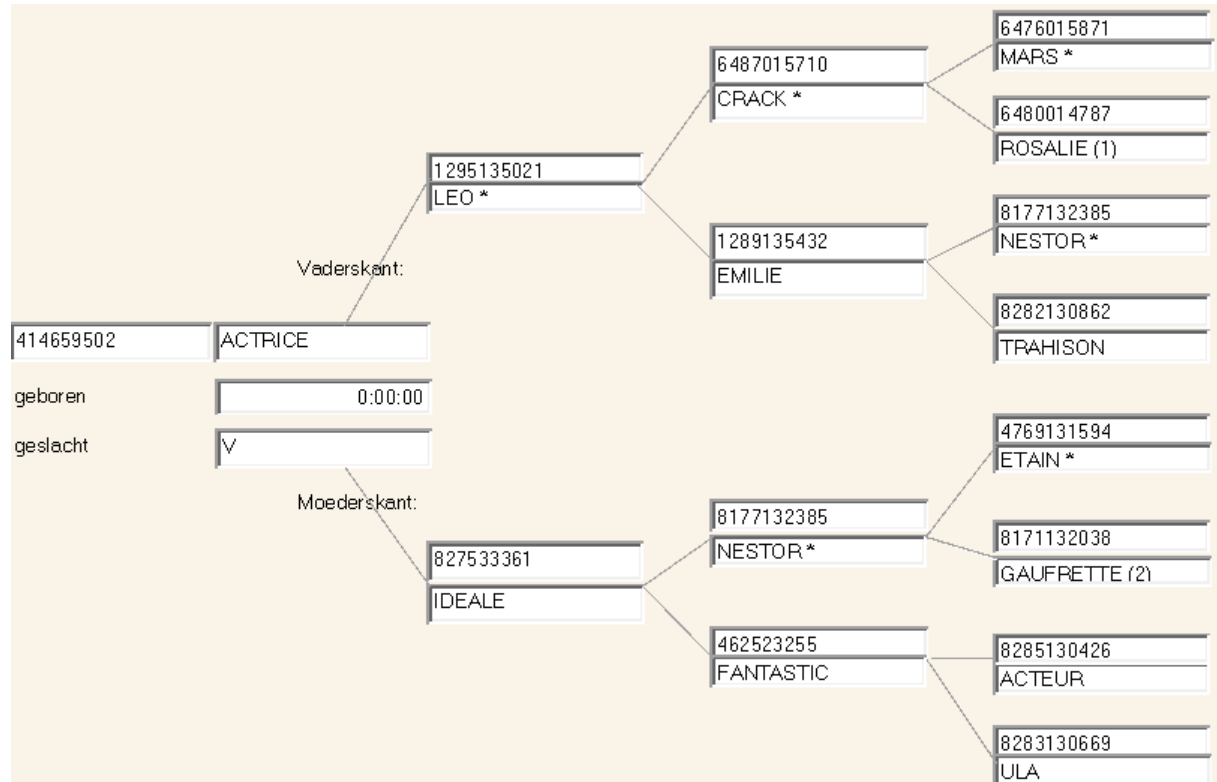 6476015871
MARS *
6487015710
CRACK *
6480014787
ROSALIE (1)
1295135021
LEO *
8177132385
NESTOR *
1289135432
EMILIE
Vaderskant:
8282130862
TRAHISON
414659502
ACTRICE
geboren
0:00:00
geslacht
V
4769131594
ETAIN *
Moederskant:
8177132385
NESTOR *
8171132038
GAUFRETTE (2)
827533361
IDEALE
462523255
FANTASTIC
8285130426
ACTEUR
8283130669
ULA